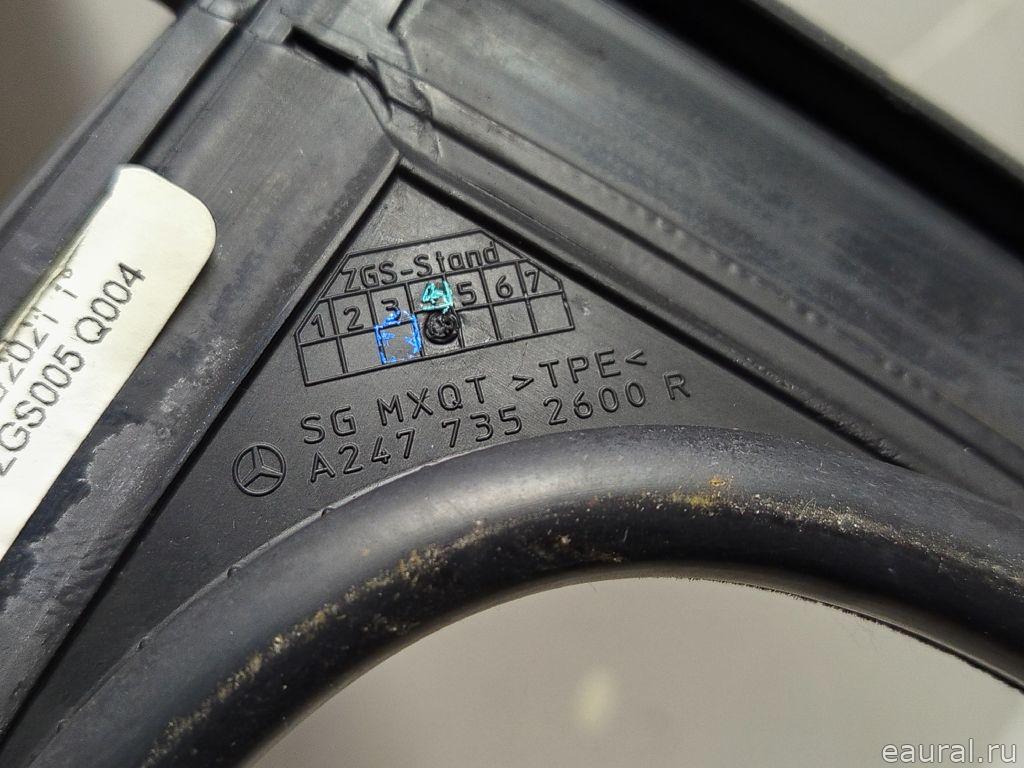 ZGS-Stand
1 2 3 4 5 6 7
SG MXQT >TPE<
A247 735 2600 R
ZGS005 Q004
eaural.ru